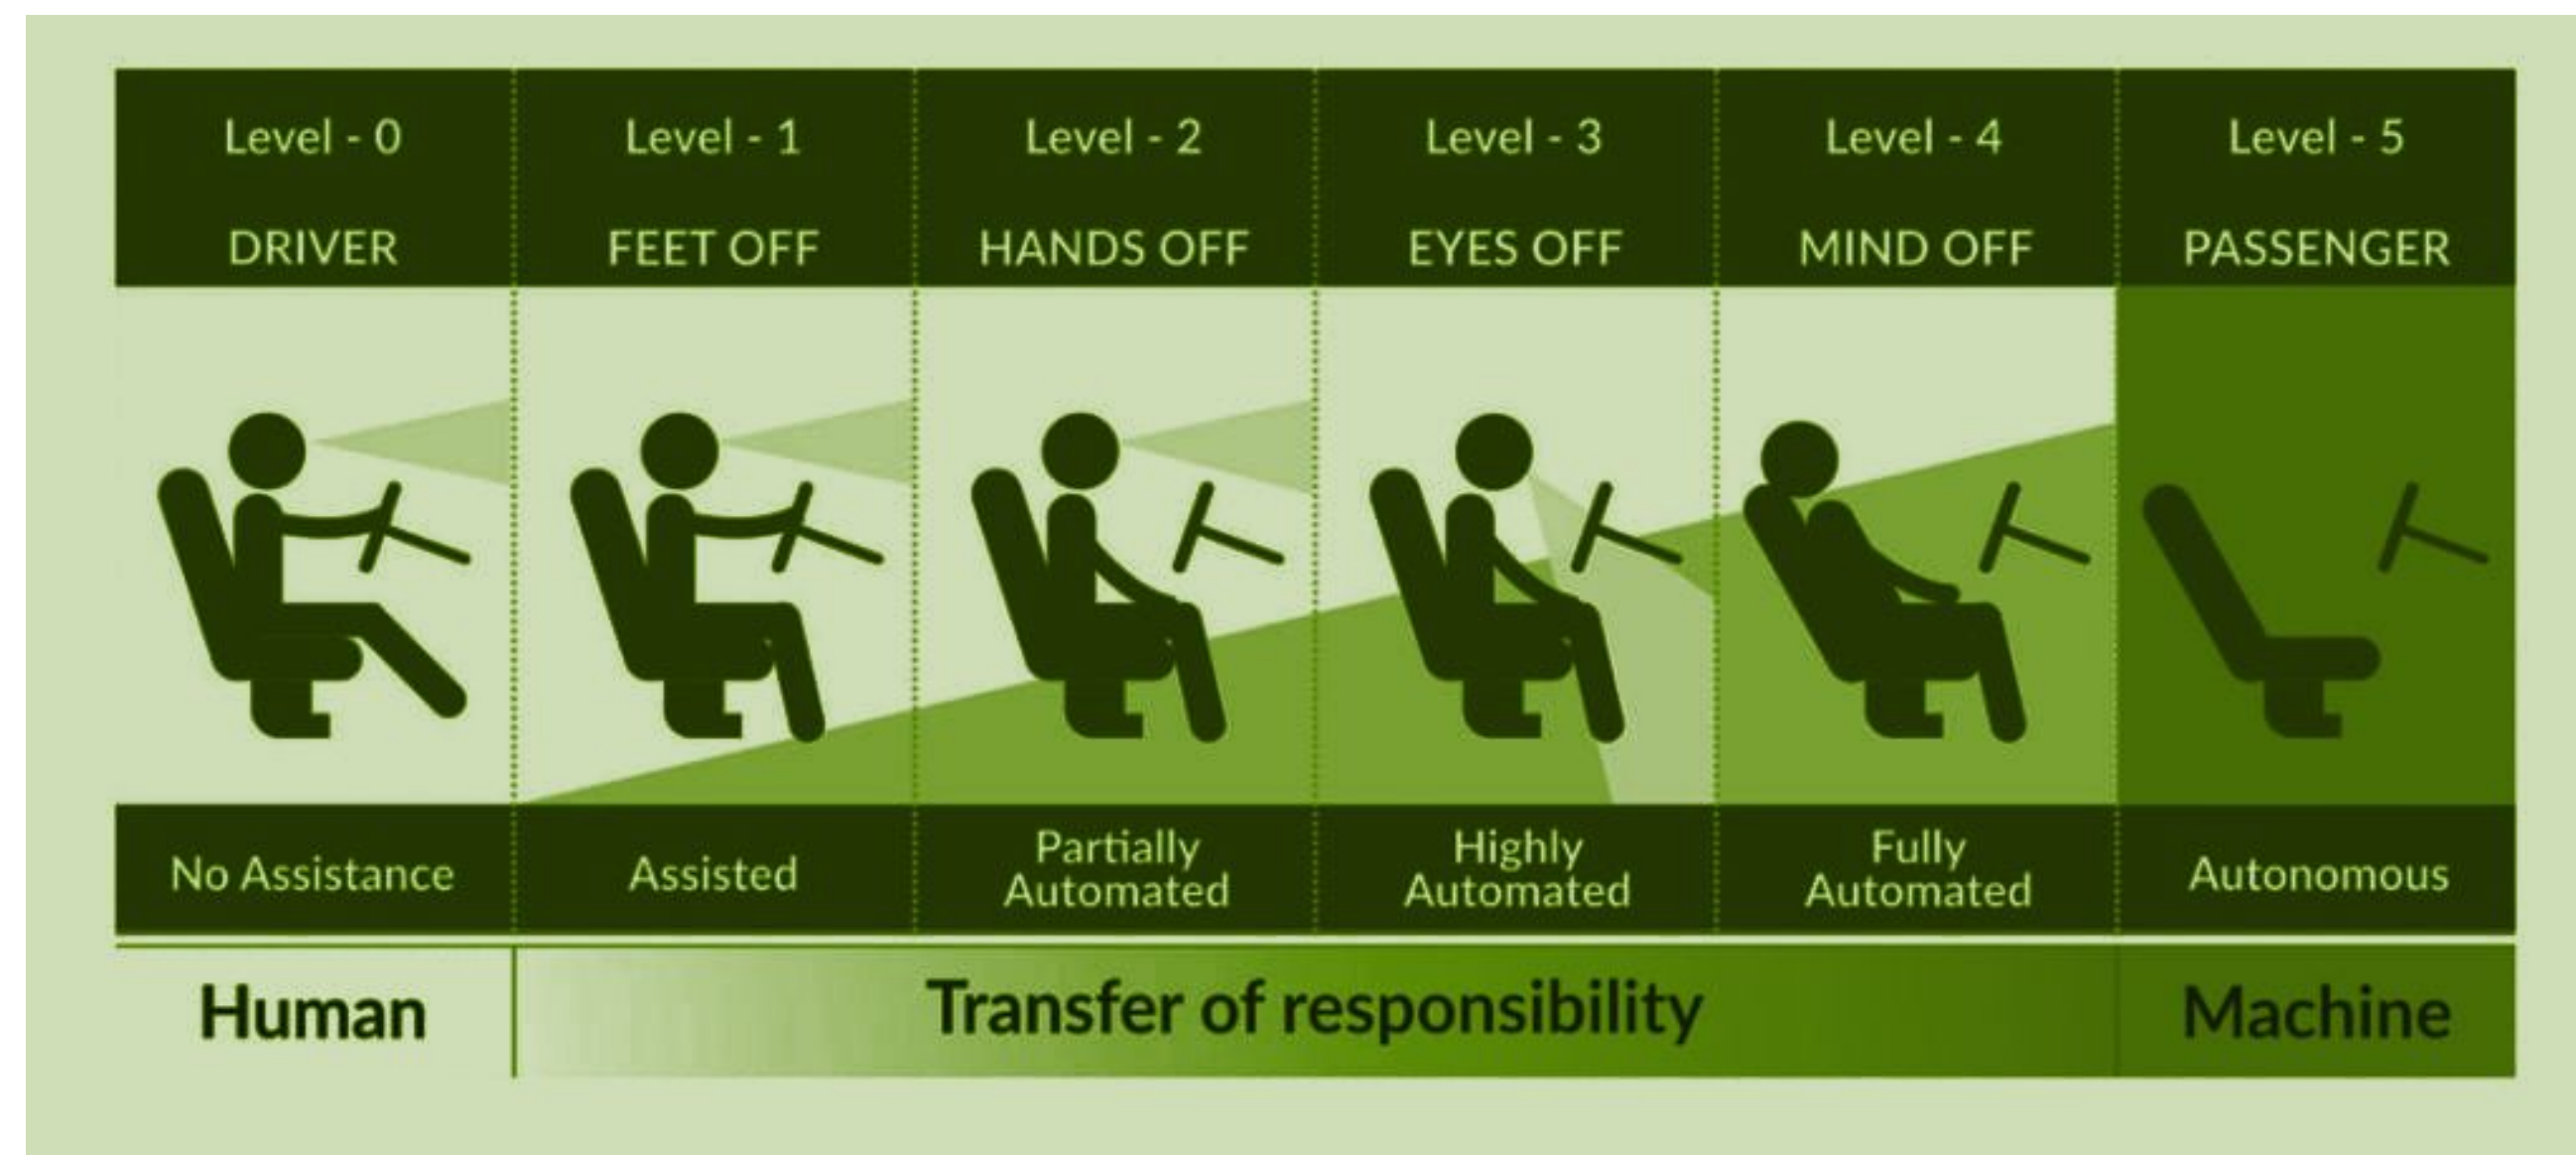 Level - 0
Level - 1
Level - 2
Level - 3
Level - 4
Level - 5
DRIVER
FEET OFF
HANDS OFF
EYES OFF
MIND OFF
PASSENGER
No Assistance
Assisted
Partially
Automated
Highly
Automated
Fully
Automated
Autonomous
Human
Transfer of responsibility
Machine